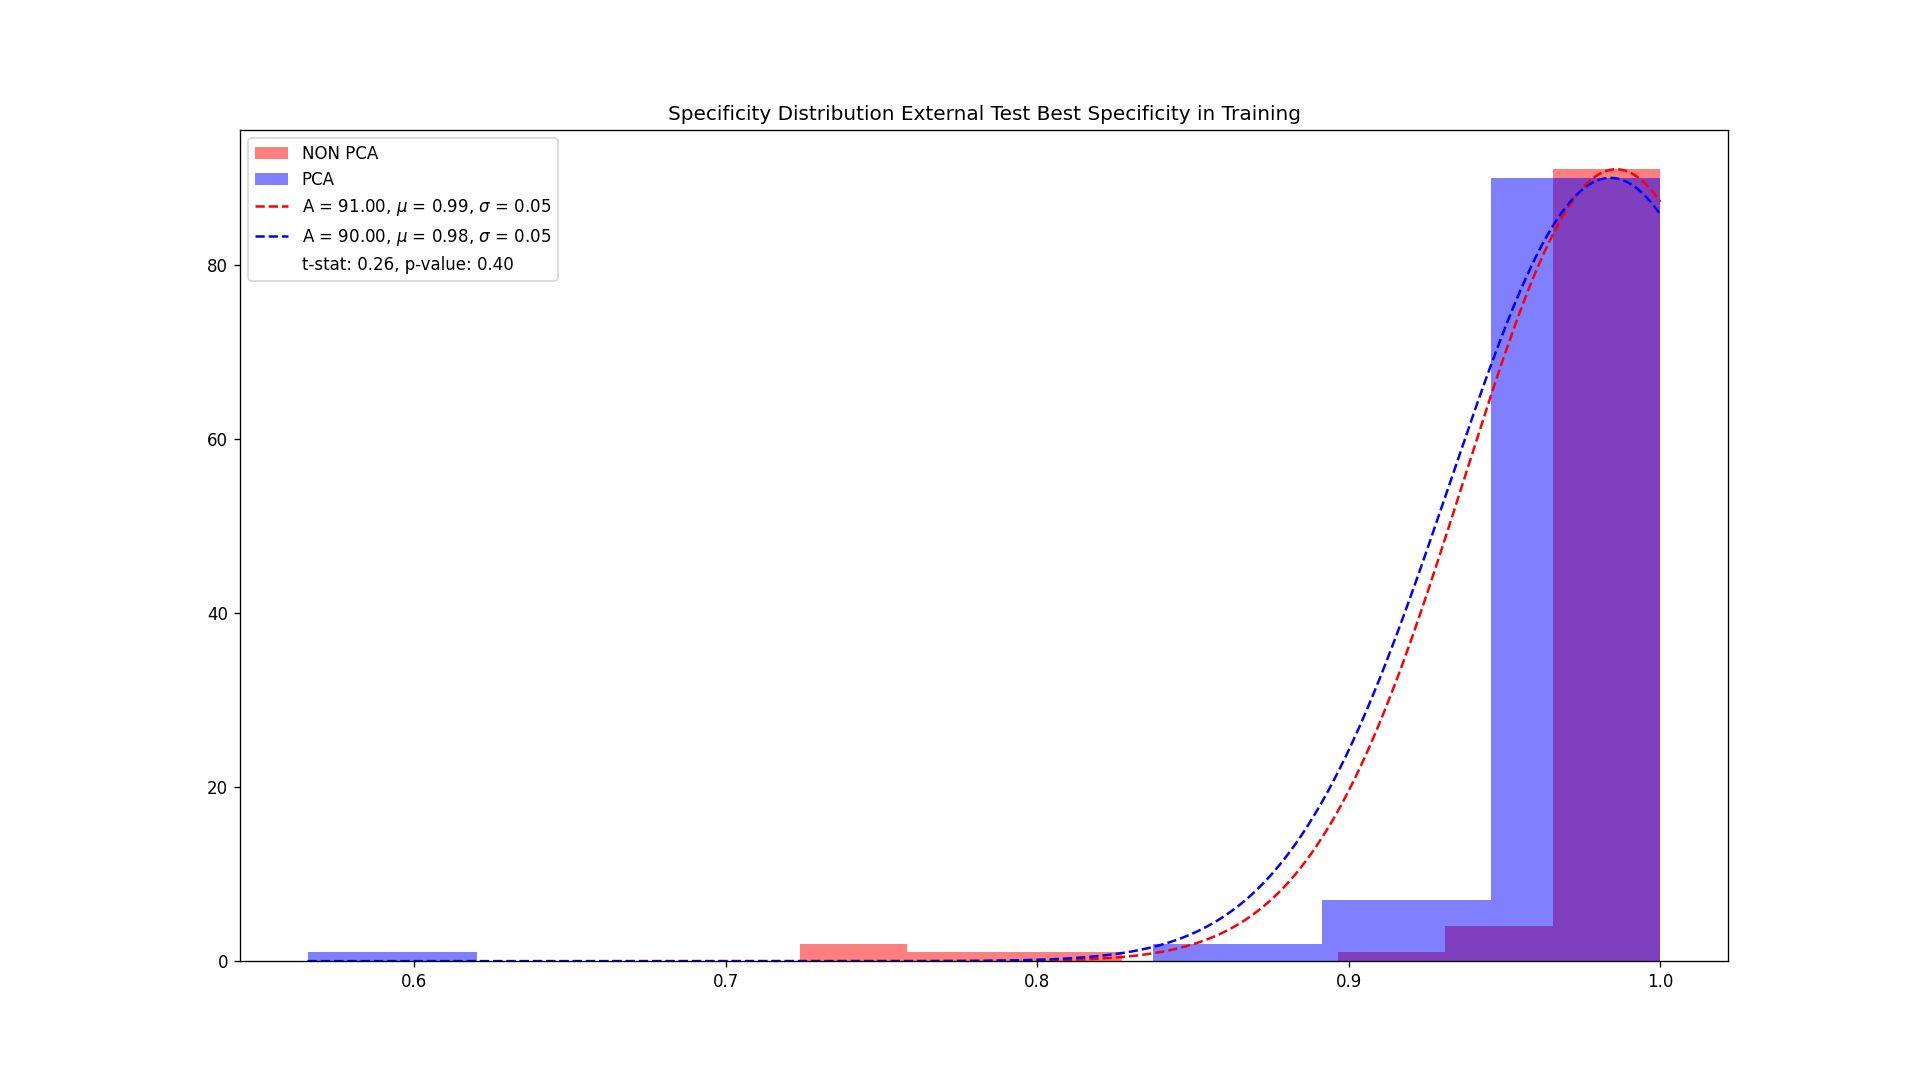 Specificity Distribution External Test Best Specificity in Training
NON PCA
PCA
A = 91.00, μ = 0.99, σ = 0.05
A = 90.00, μ = 0.98, σ = 0.05
t-stat: 0.26, p-value: 0.40
80
60
40
20
0
0.6 0.7 0.8 0.9 1.0